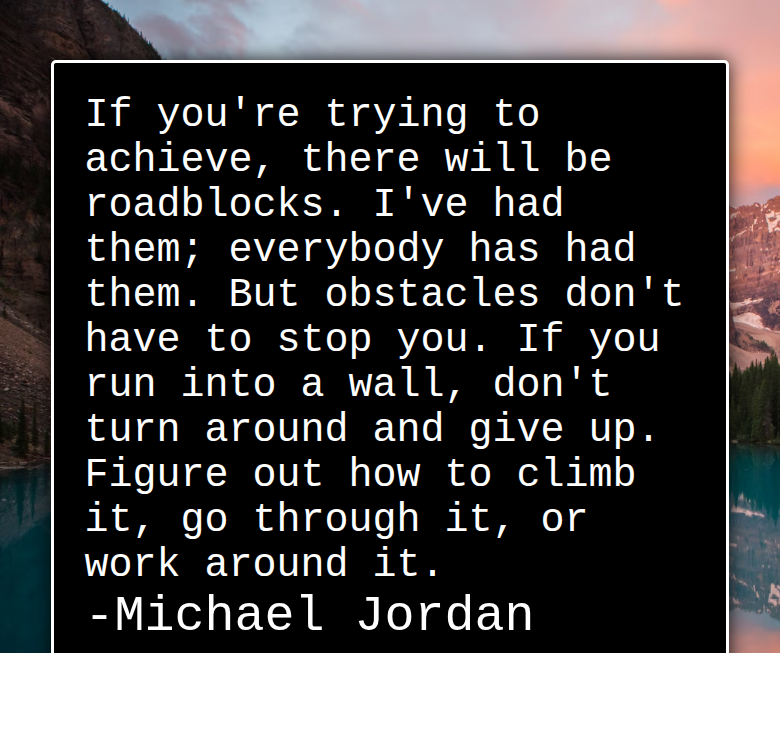 If you're trying to
achieve, there will be
roadblocks. I've had
them; everybody has had
them. But obstacles don't
have to stop you. If you
run into a wall, don't
turn around and give up.
Figure out how to climb
it, go through it, or
work around it.
-Michael Jordan